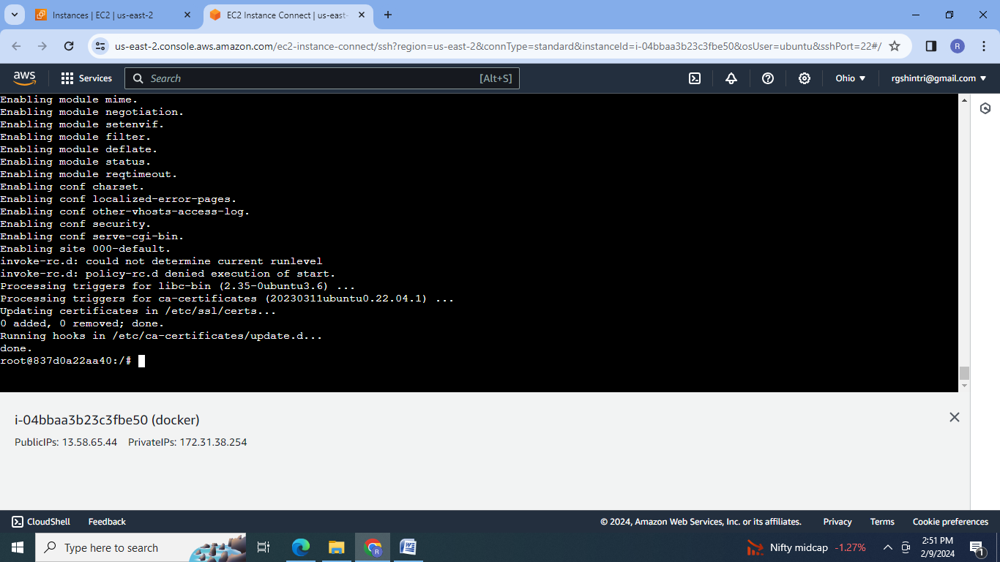 Instances | EC2 | us-east-2
EC2 Instance Connect | us-east-
us-east-2.console.aws.amazon.com/ec2-instance-connect/ssh?region=us-east-2&connType=standard&instanceId=i-04bbaa3b23c3fbe50&osUser=ubuntu&sshPort=22#/
R
aws
Services
Search
[Alt+S]
Ohio
rgshintri@gmail.com
Enabling module mime.
Enabling module negotiation.
Enabling module setenvif.
Enabling module filter.
Enabling module deflate.
Enabling module status.
Enabling module reqtimeout.
Enabling conf charset.
Enabling conf localized-error-pages.
Enabling conf other-vhosts-access-log.
Enabling conf security.
Enabling conf serve-cgi-bin.
Enabling site 000-default.
invoke-rc.d: could not determine current runlevel
invoke-rc.d: policy-rc.d denied execution of start.
Processing triggers for libc-bin (2.35-0ubuntu3.6) ...
Processing triggers for ca-certificates (20230311ubuntu0.22.04.1) ...
Updating certificates in /etc/ssl/certs...
0 added, 0 removed; done.
Running hooks in /etc/ca-certificates/update.d...
done.
root@837d0a22aa40:/#
i-04bbaa3b23c3fbe50 (docker)
PublicIPs: 13.58.65.44 PrivateIPs: 172.31.38.254
CloudShell
Feedback
© 2024, Amazon Web Services, Inc. or its affiliates.
Privacy
Terms
Cookie preferences
Type here to search
R
W
Nifty midcap -1.27%
2:51 PM
2/9/2024
1